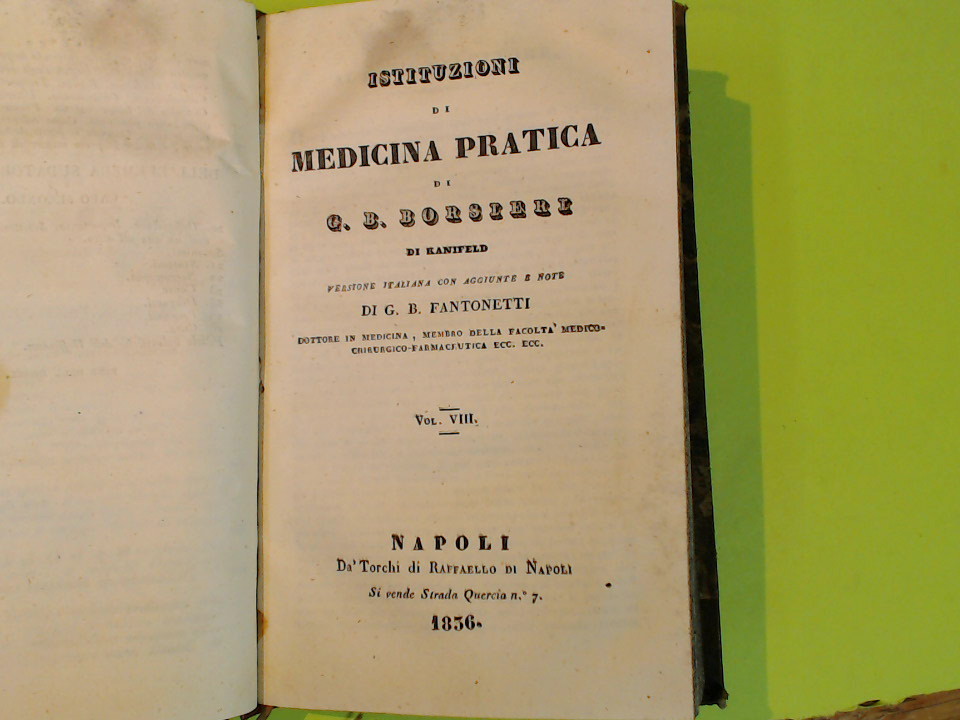 ISTITUZIONI
DI
MEDICINA PRATICA
DI
G. B. BORSIERI
DI KANIFELD
VERSIONE ITALIANA CON AGGIUNTE E NOTE
DI G. B. FANTONETTI
DOTTORE IN MEDICINA, MEMBRO DELLA FACOLTA' MEDICO-
CHIRURGICO-FARMACEUTICA ECC. ECC.
VOL. VIII.
NAPOLI
Da' Torchi di RAFFAELLO DI NAPOLI
Si vende Strada Quercia n.° 7.
1836.